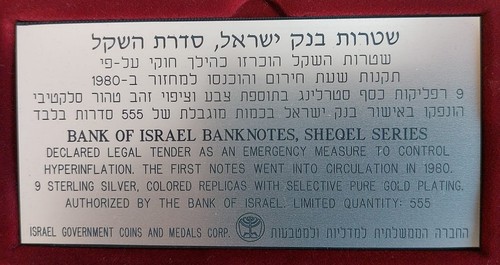 שטרות בנק ישראל, סדרת השקל
שטרות השקל הוכרזו כהילך חוקי על-פי
תקנות שעת חירום והוכנסו למחזור ב-1980
9 רפליקות כסף סטרלינג בתוספת צבע וציפוי זהב טהור סלקטיבי
הונפקו באישור בנק ישראל בכמות מוגבלת של 555 סדרות בלבד
BANK OF ISRAEL BANKNOTES, SHEQEL SERIES
DECLARED LEGAL TENDER AS AN EMERGENCY MEASURE TO CONTROL
HYPERINFLATION. THE FIRST NOTES WENT INTO CIRCULATION IN 1980.
9 STERLING SILVER, COLORED REPLICAS WITH SELECTIVE PURE GOLD PLATING.
AUTHORIZED BY THE BANK OF ISRAEL. LIMITED QUANTITY: 555
ISRAEL GOVERNMENT COINS AND MEDALS CORP. החברה הממשלתית למדליות ולמטבעות